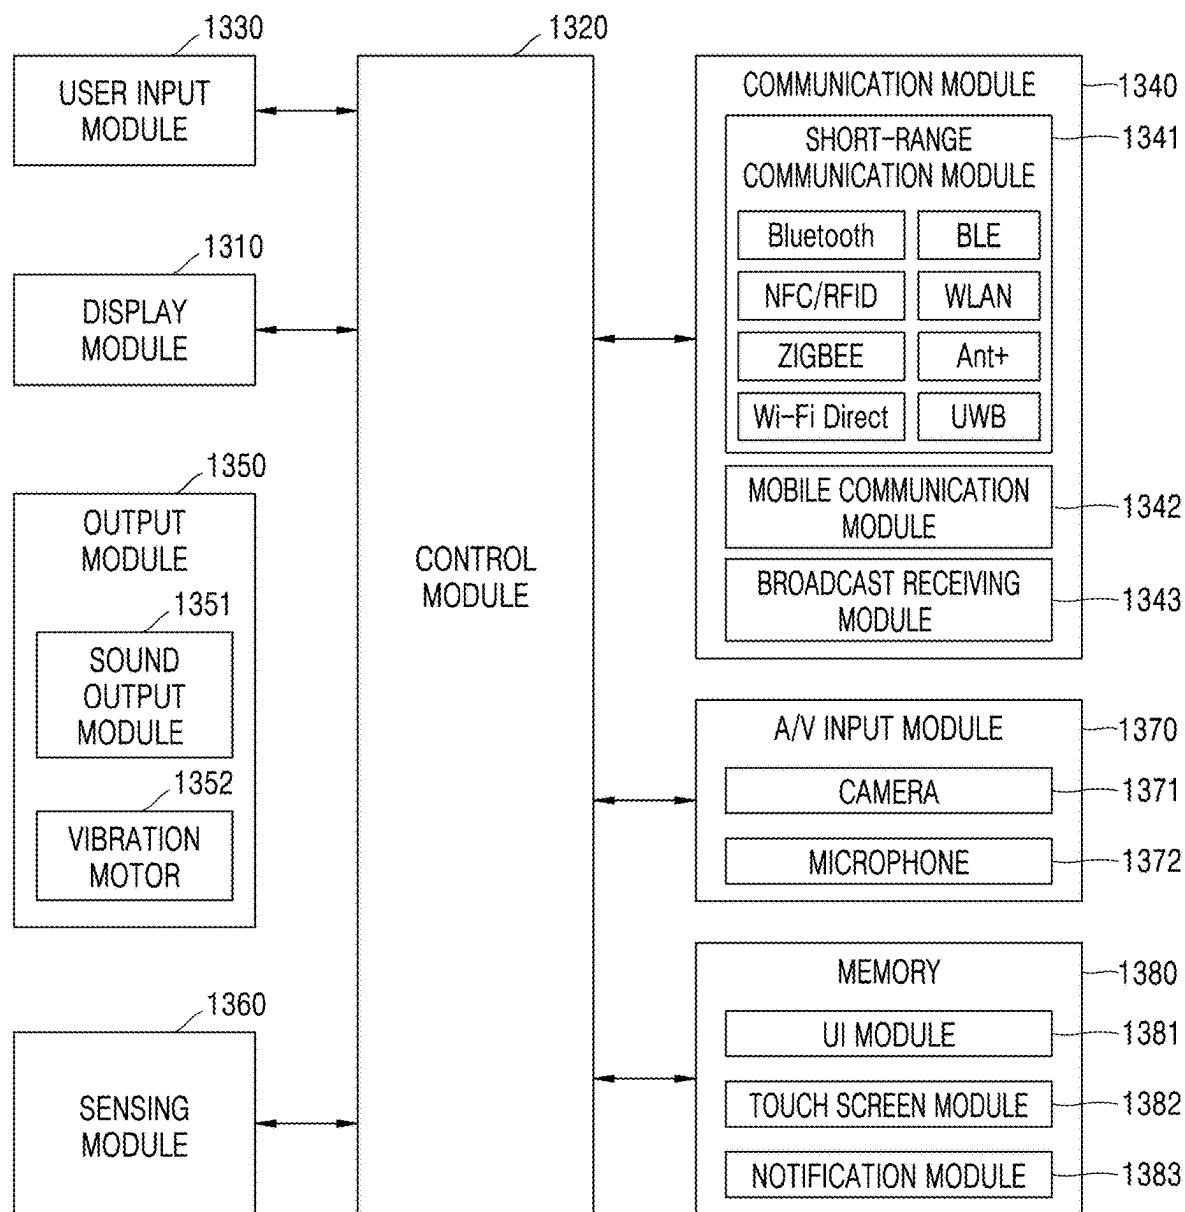 1330
USER INPUT
MODULE
1310
DISPLAY
MODULE
1350
OUTPUT
MODULE
1351
SOUND
OUTPUT
MODULE
1352
VIBRATION
MOTOR
1360
SENSING
MODULE
1320
CONTROL
MODULE
COMMUNICATION MODULE
1340
SHORT-RANGE
COMMUNICATION MODULE
1341
Bluetooth
BLE
NFC/RFID
WLAN
ZIGBEE
Ant+
Wi-Fi Direct
UWB
MOBILE COMMUNICATION
MODULE
1342
BROADCAST RECEIVING
MODULE
1343
A/V INPUT MODULE
1370
CAMERA
1371
MICROPHONE
1372
MEMORY
1380
UI MODULE
1381
TOUCH SCREEN MODULE
1382
NOTIFICATION MODULE
1383